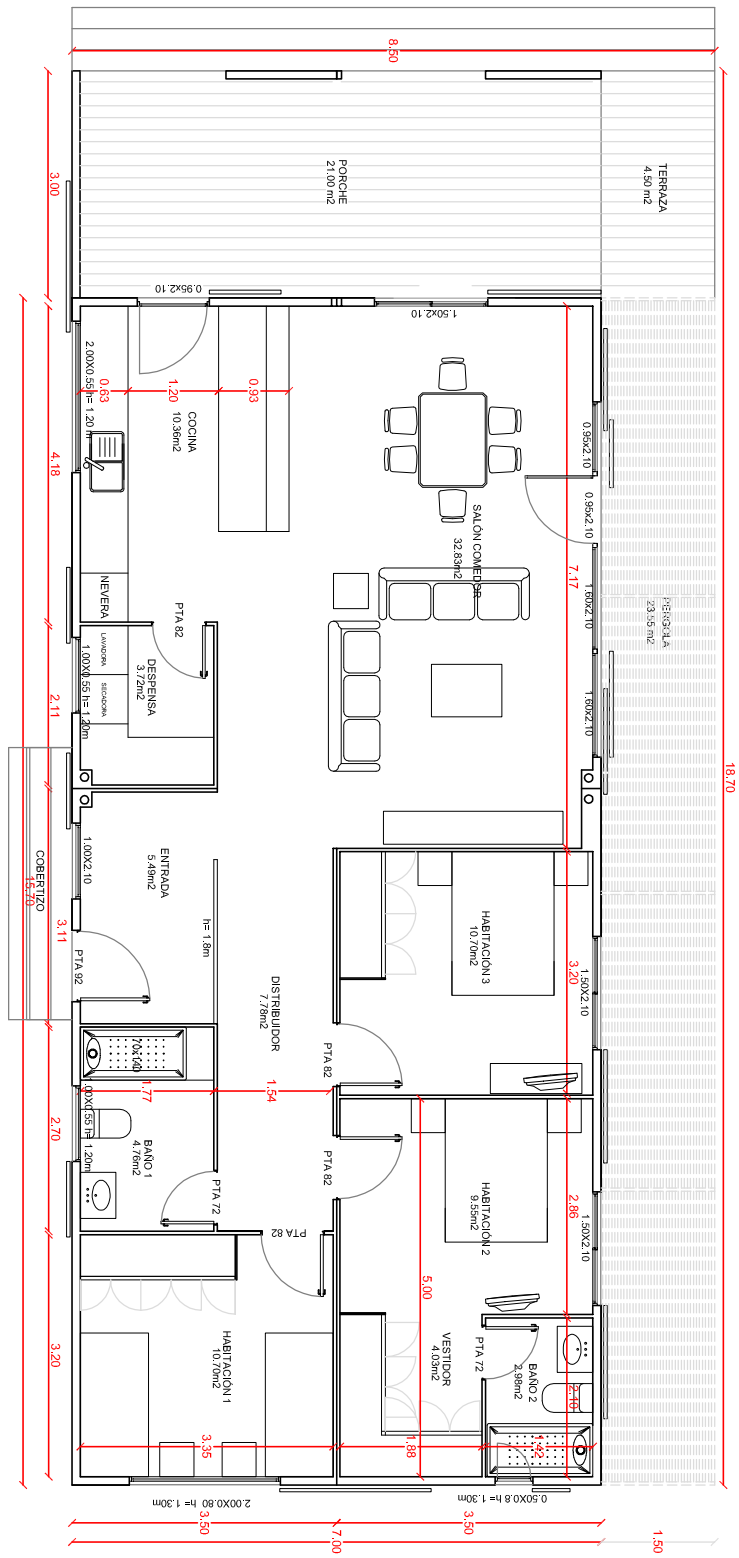 8.50
TERRAZA
4.50 m2
PORCHE
21.00 m2
3.00
0.95x2.10
1.50x2.10
2.00X0.55 h= 1.20 m
0.63
1.20
0.93
COCINA
10.36m2
4.18
0.95x2.10
0.95x2.10
SALÓN COMEDOR
32.83m2
7.17
1.60x2.10
1.60x2.10
PERGOLA
23.55 m2
NEVERA
PTA 82
LAVADORA
SECADORA
DESPENSA
3.72m2
1.00X0.55 h= 1.20m
2.11
18.70
COBERTIZO
15.70
3.11
1.00X2.10
ENTRADA
5.49m2
PTA 92
h= 1.8m
DISTRIBUIDOR
7.78m2
HABITACIÓN 3
10.70m2
3.20
1.50X2.10
PTA 82
70x140
1.77
1.54
2.70
1.00X0.55 h= 1.20m
BAÑO 1
4.76m2
PTA 72
PTA 82
PTA 82
HABITACIÓN 2
9.55m2
2.86
1.50X2.10
5.00
VESTIDOR
4.03m2
PTA 72
BAÑO 2
2.98m2
2.10
HABITACIÓN 1
10.70m2
3.20
3.35
1.88
1.42
2.00X0.80 h =1.30m
0.50X0.8 h =1.30m
3.50
7.00
3.50
1.50